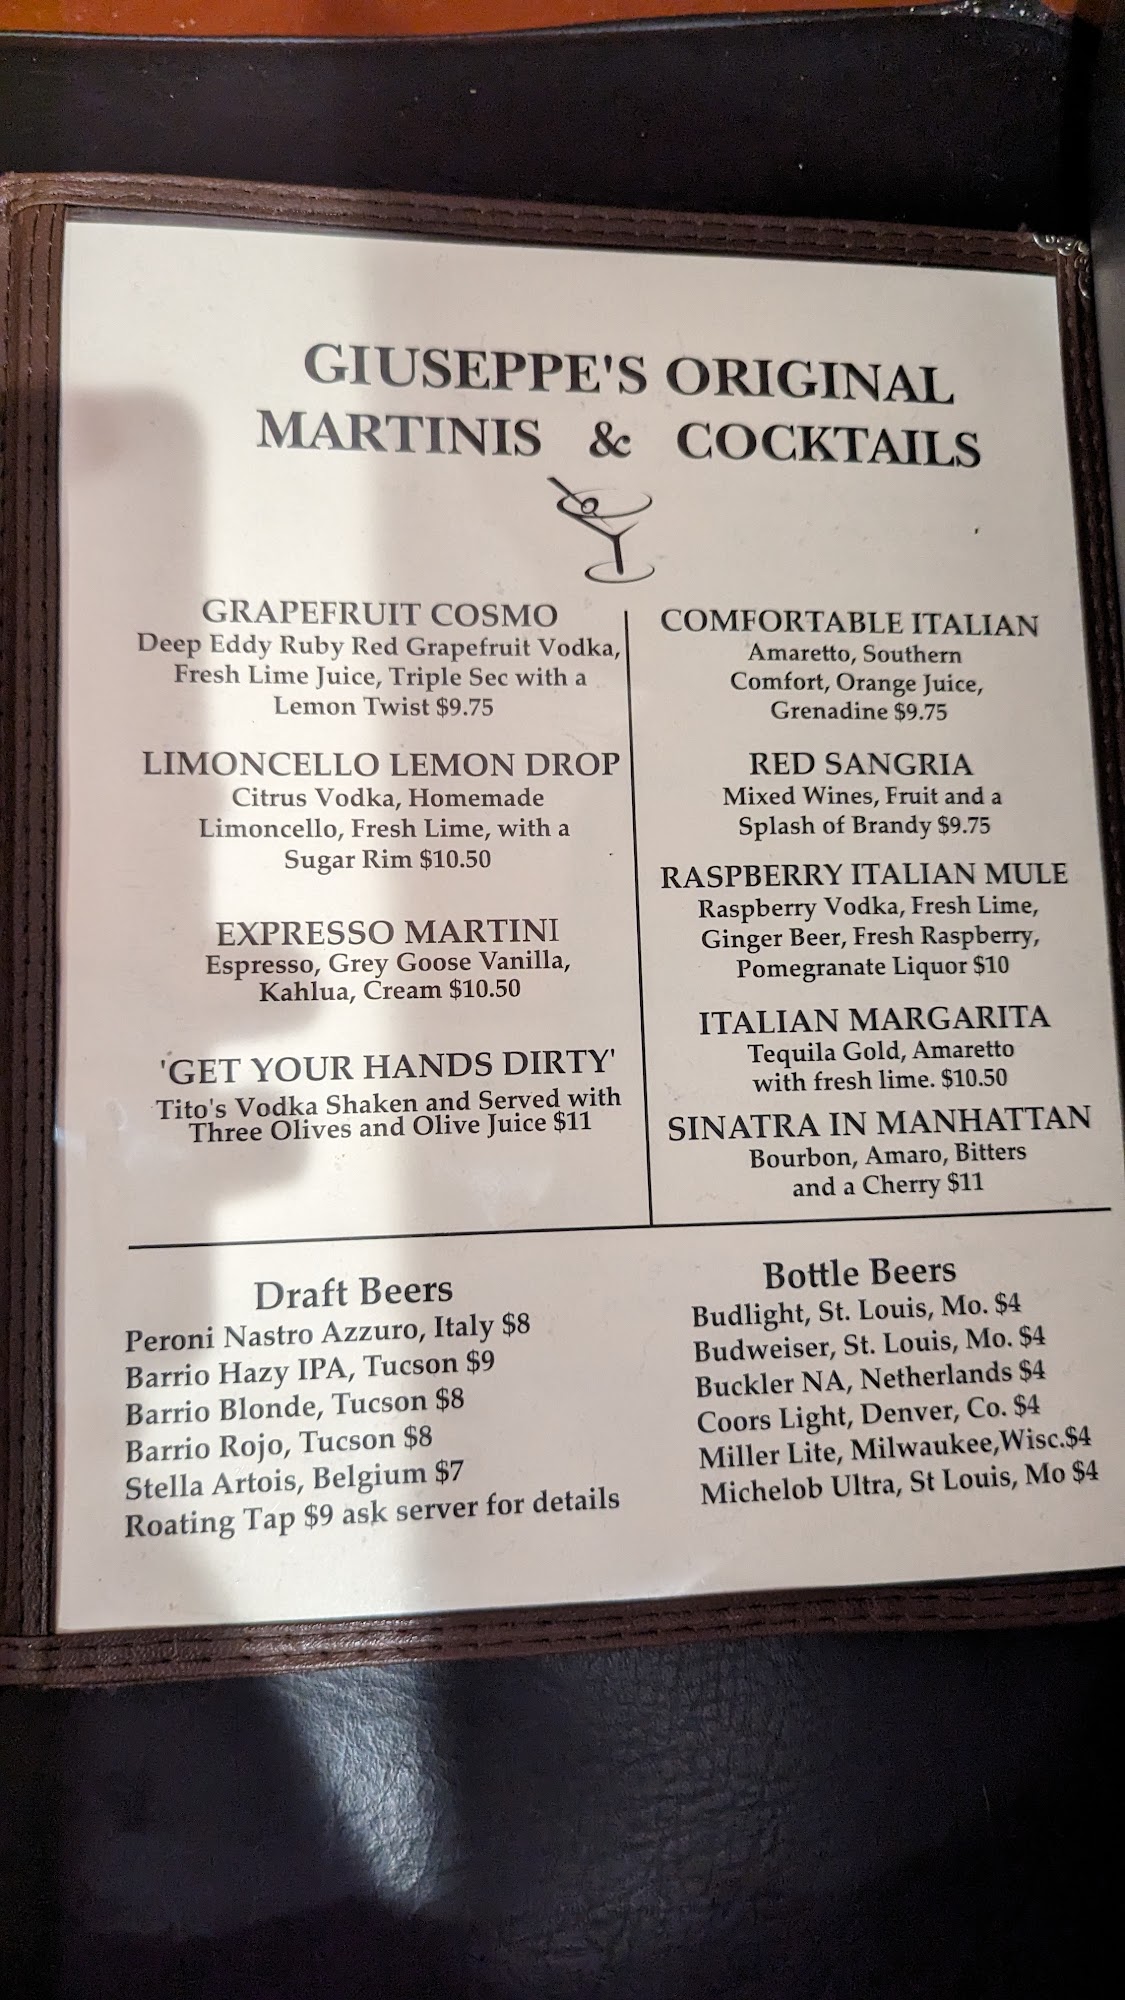 GIUSEPPE'S ORIGINAL
MARTINIS & COCKTAILS
GRAPEFRUIT COSMO
Deep Eddy Ruby Red Grapefruit Vodka,
Fresh Lime Juice, Triple Sec with a
Lemon Twist $9.75
LIMONCELLO LEMON DROP
Citrus Vodka, Homemade
Limoncello, Fresh Lime, with a
Sugar Rim $10.50
EXPRESSO MARTINI
Espresso, Grey Goose Vanilla,
Kahlua, Cream $10.50
'GET YOUR HANDS DIRTY'
Tito's Vodka Shaken and Served with
Three Olives and Olive Juice $11
COMFORTABLE ITALIAN
Amaretto, Southern
Comfort, Orange Juice,
Grenadine $9.75
RED SANGRIA
Mixed Wines, Fruit and a
Splash of Brandy $9.75
RASPBERRY ITALIAN MULE
Raspberry Vodka, Fresh Lime,
Ginger Beer, Fresh Raspberry,
Pomegranate Liquor $10
ITALIAN MARGARITA
Tequila Gold, Amaretto
with fresh lime. $10.50
SINATRA IN MANHATTAN
Bourbon, Amaro, Bitters
and a Cherry $11
Draft Beers
Peroni Nastro Azzuro, Italy $8
Barrio Hazy IPA, Tucson $9
Barrio Blonde, Tucson $8
Barrio Rojo, Tucson $8
Stella Artois, Belgium $7
Roating Tap $9 ask server for details
Bottle Beers
Budlight, St. Louis, Mo. $4
Budweiser, St. Louis, Mo. $4
Buckler NA, Netherlands $4
Coors Light, Denver, Co. $4
Miller Lite, Milwaukee,Wisc.$4
Michelob Ultra, St Louis, Mo $4